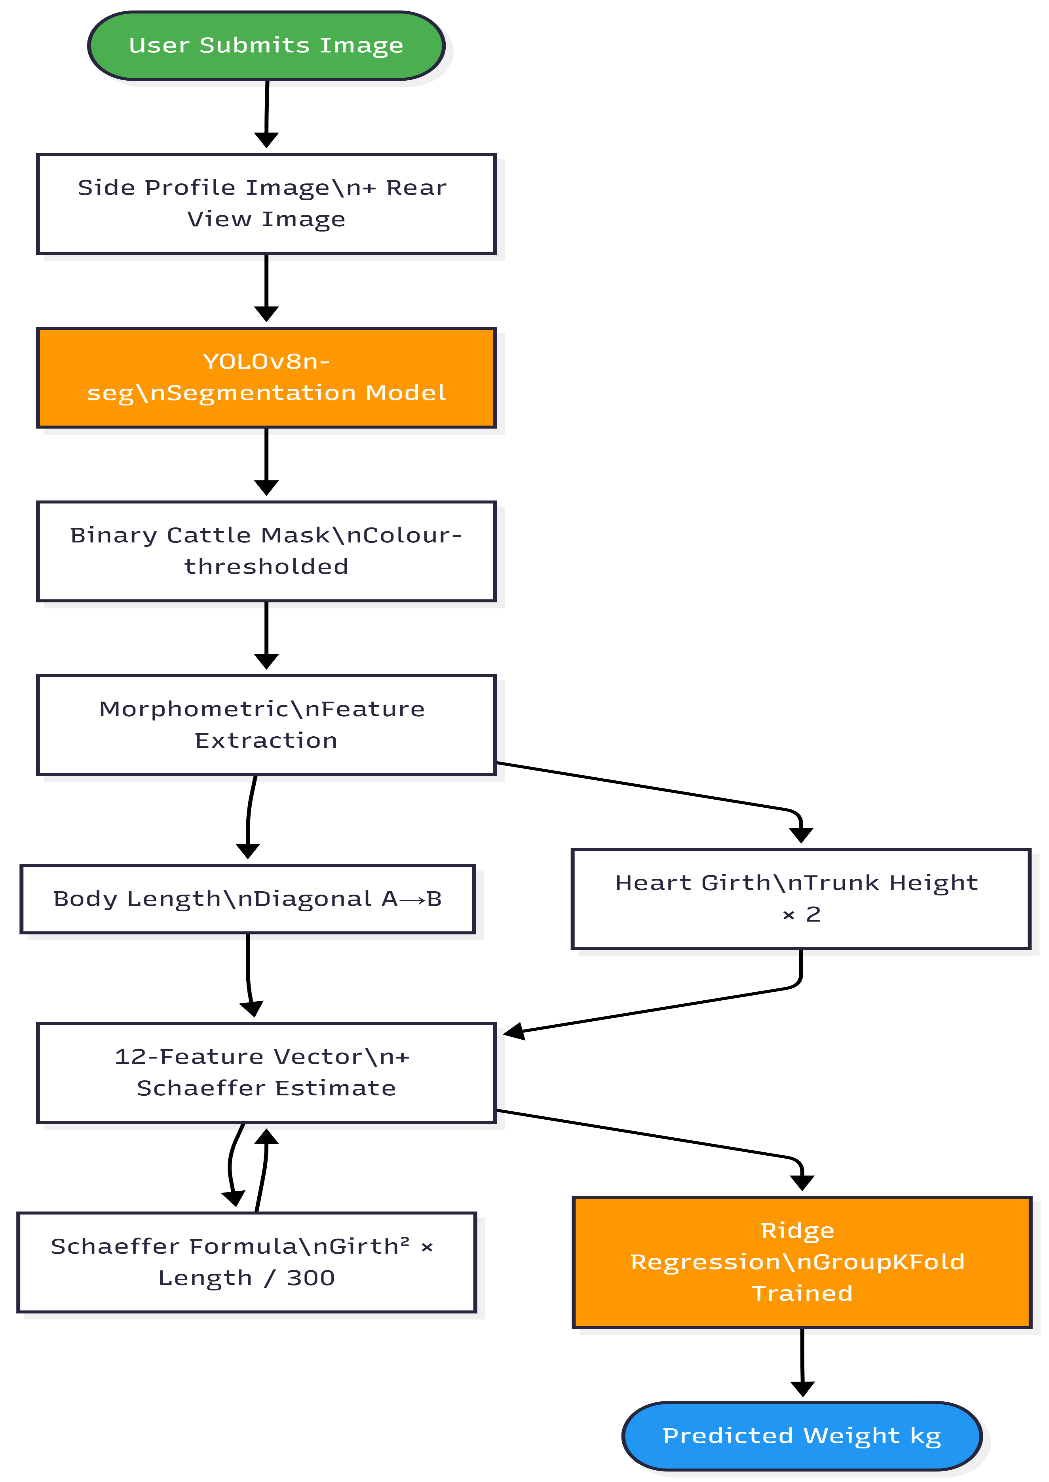 User Submits Image
Side Profile Image\n+ Rear
View Image
YOLOv8n-
seg\nSegmentation Model
Binary Cattle Mask\nColour-
thresholded
Morphometric\nFeature
Extraction
Body Length\nDiagonal A→B
Heart Girth\nTrunk Height
× 2
12-Feature Vector\n+
Schaeffer Estimate
Schaeffer Formula\nGirth² ×
Length / 300
Ridge
Regression\nGroupKFold
Trained
Predicted Weight kg